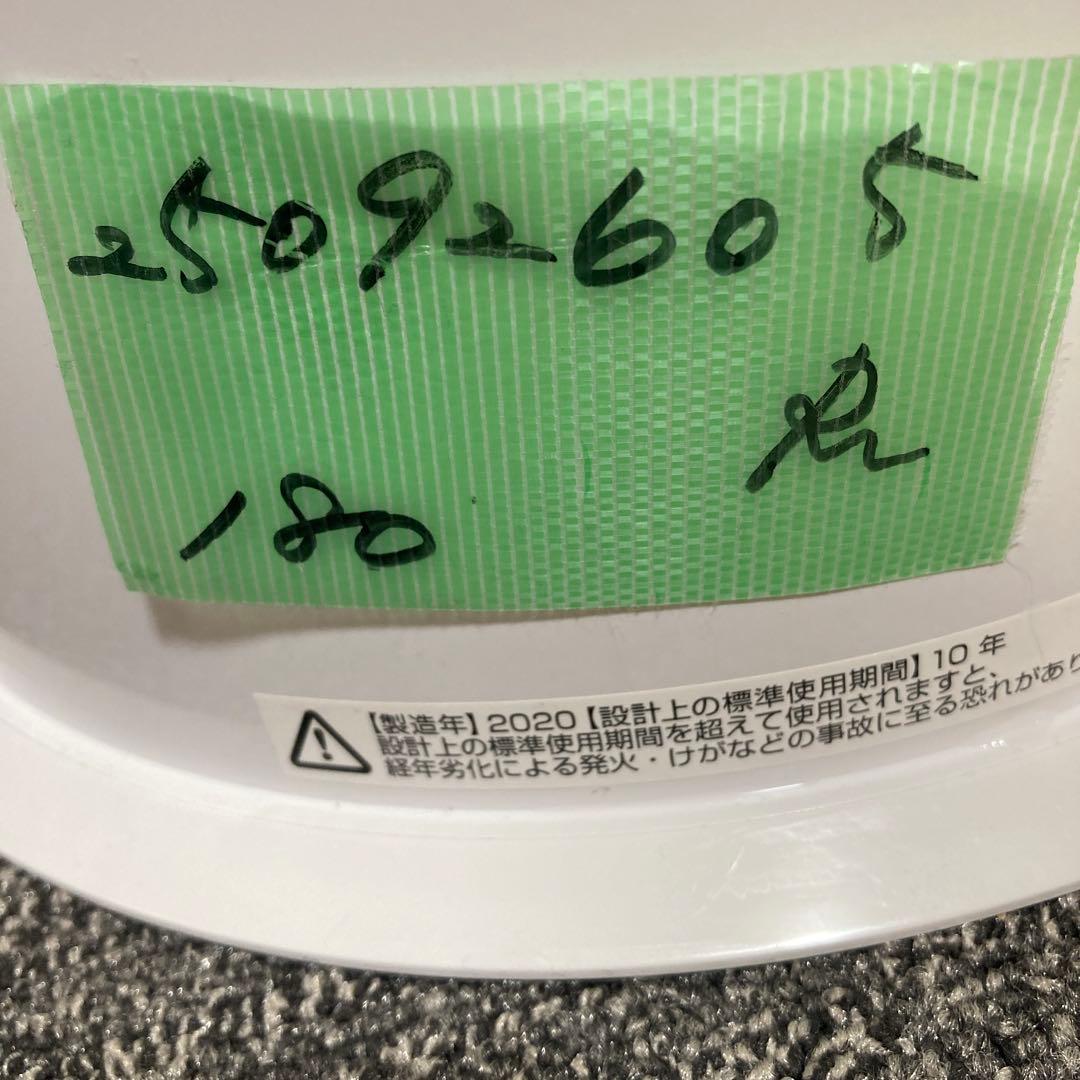 25092605
180
【製造年】2020【設計上の標準使用期間】10 年
設計上の標準使用期間を超えて使用されますと、
経年劣化による発火・けがなどの事故に至る恐れがあり